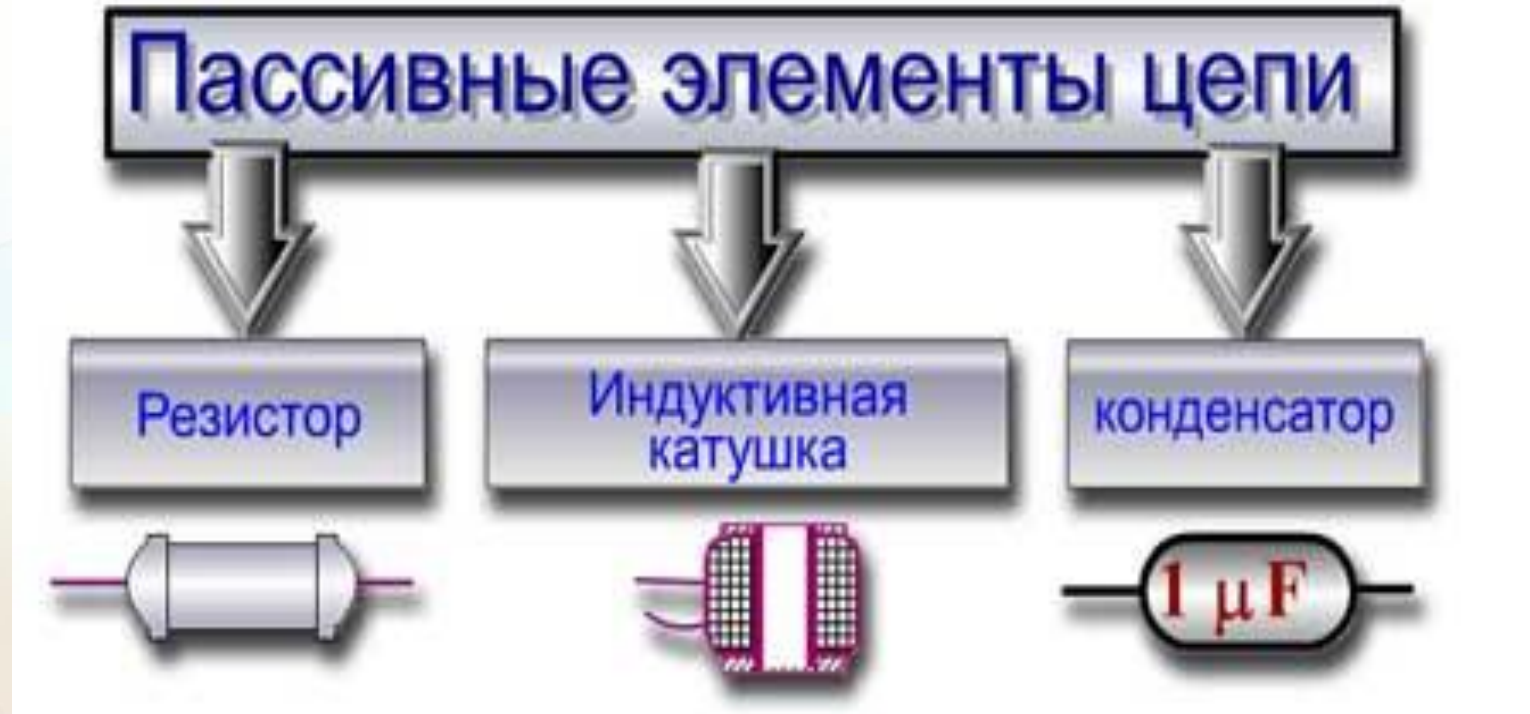 Пассивные элементы цепи
Резистор
Индуктивная
катушка
конденсатор
1 μF